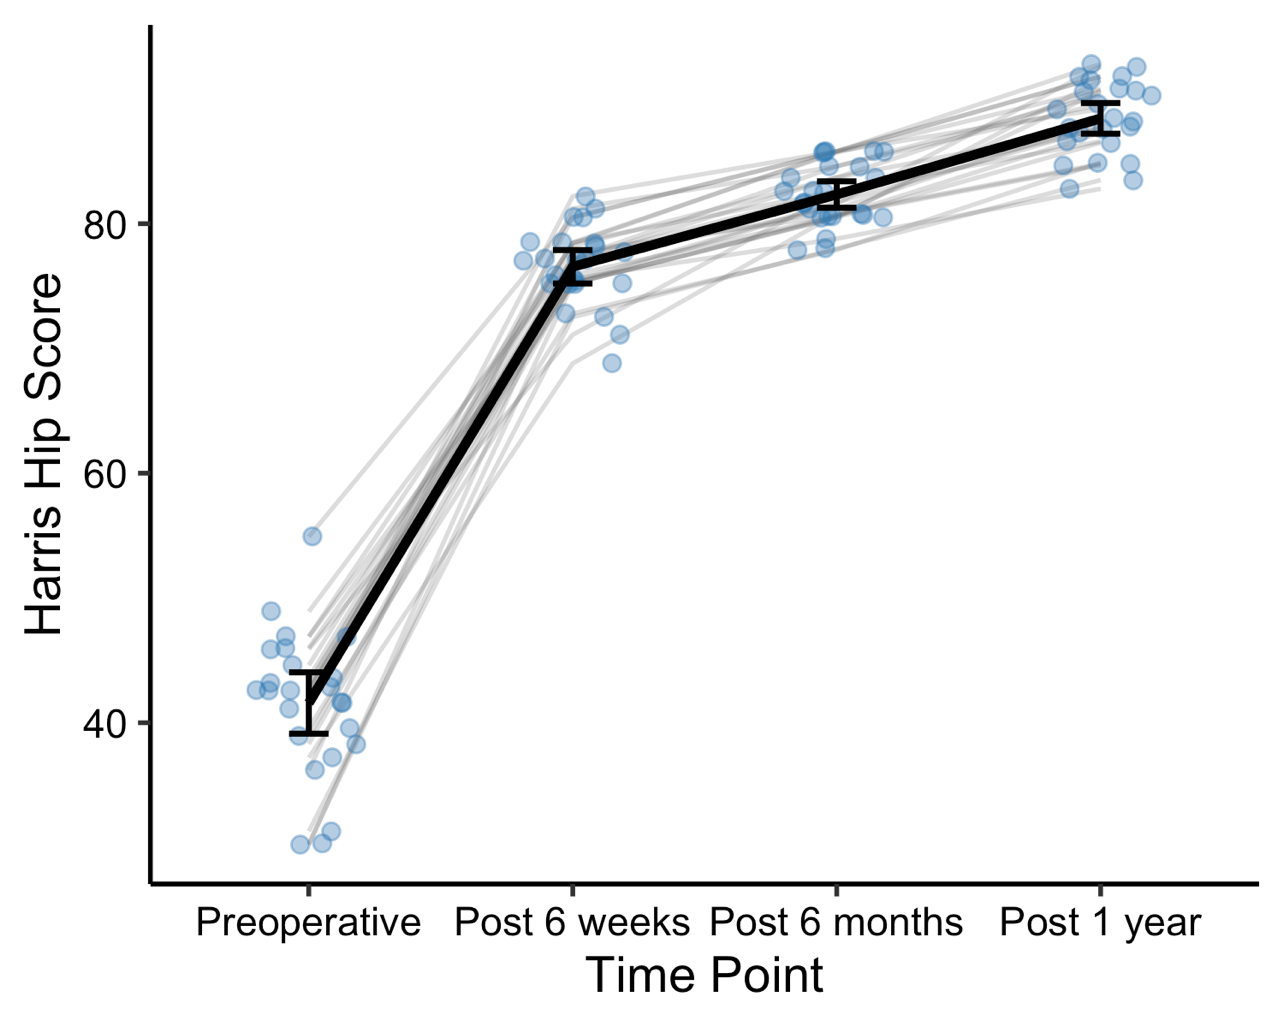 Harris Hip Score
80
60
40
Preoperative Post 6 weeks Post 6 months Post 1 year
Time Point